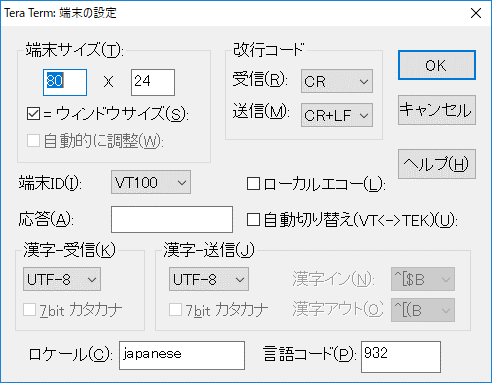 Tera Term: 端末の設定
端末サイズ(T):
80 X 24
= ウィンドウサイズ(S):
自動的に調整(W):
改行コード
受信(R): CR
送信(M): CR+LF
OK
キャンセル
ヘルプ(H)
端末ID(I): VT100
ローカルエコー(L):
応答(A):
自動切り替え(VT<->TEK)(U):
漢字-受信(K)
UTF-8
7bit カタカナ
漢字-送信(J)
UTF-8
7bit カタカナ
漢字イン(N): ^[$B
漢字アウト(O) ^[(B
ロケール(C): japanese
言語コード(P): 932